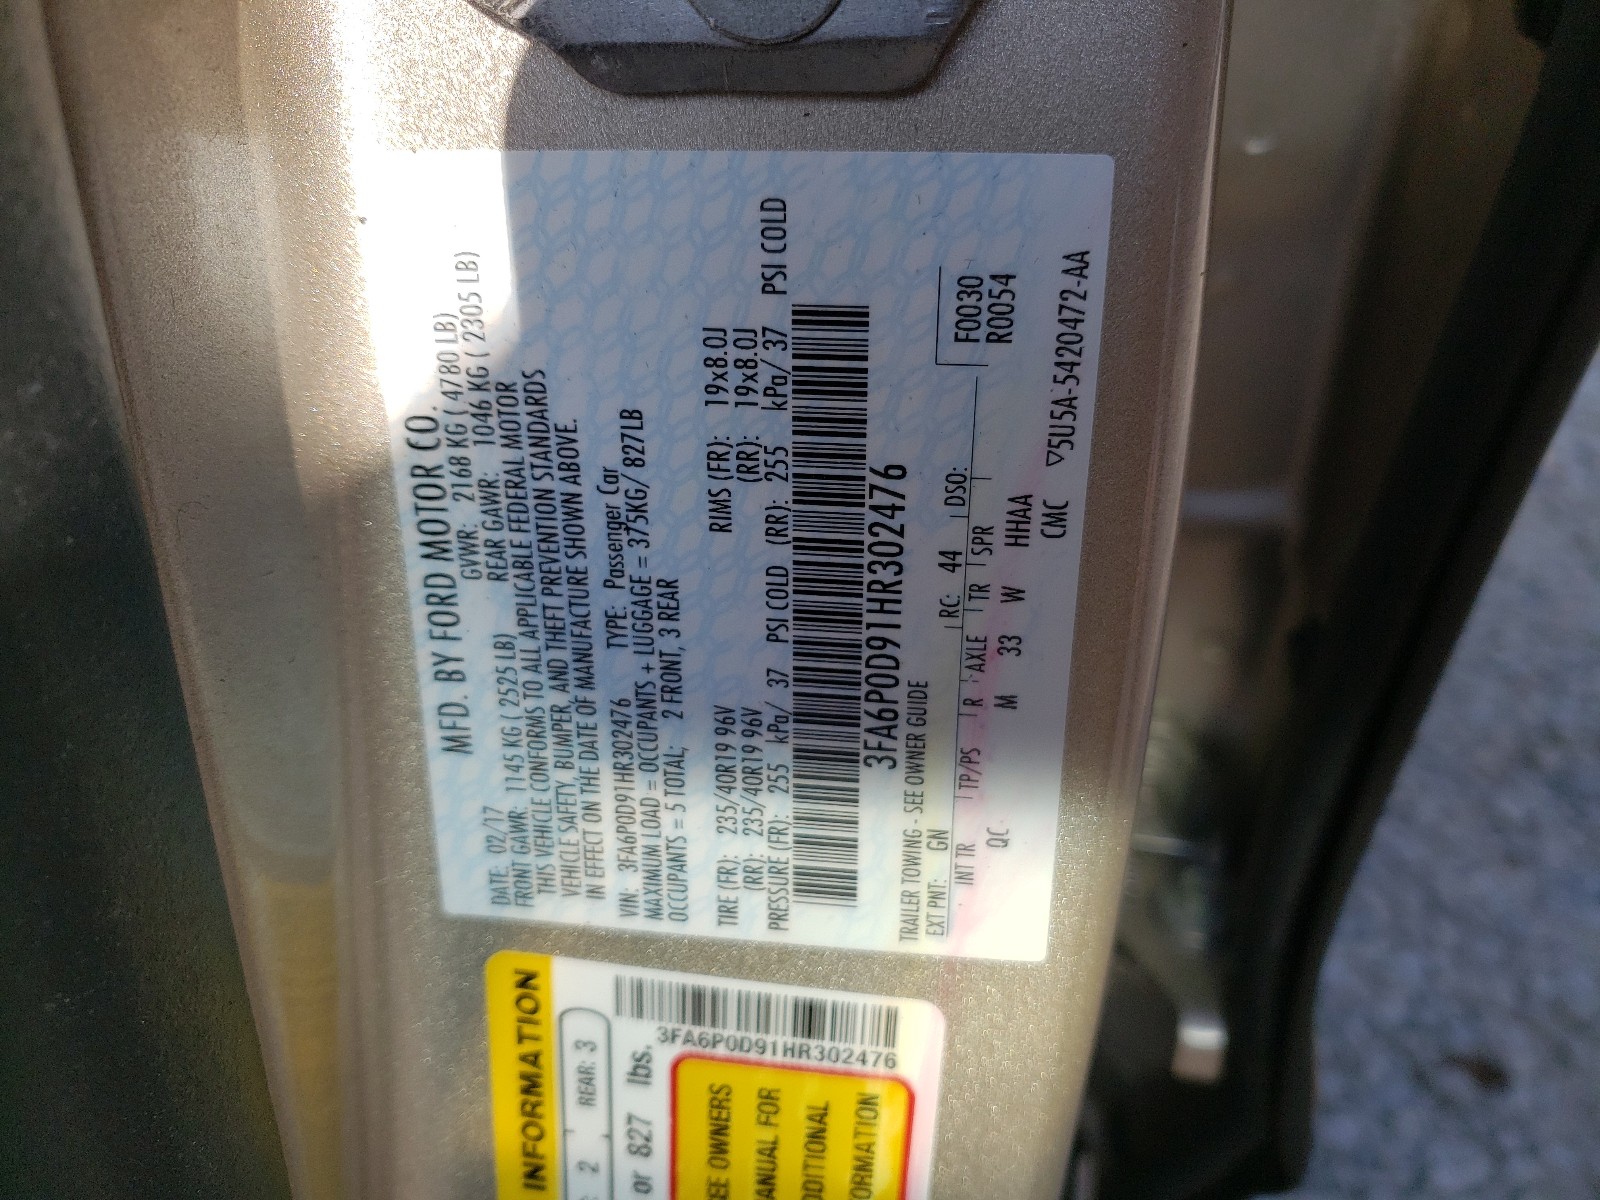 MFD. BY FORD MOTOR CO.
DATE: 02/17 GVWR: 2168 KG ( 4780 LB)
FRONT GAWR: 1145 KG ( 2525 LB) REAR GAWR: 1046 KG ( 2305 LB)
THIS VEHICLE CONFORMS TO ALL APPLICABLE FEDERAL MOTOR
VEHICLE SAFETY, BUMPER, AND THEFT PREVENTION STANDARDS
IN EFFECT ON THE DATE OF MANUFACTURE SHOWN ABOVE.
VIN: 3FA6P0D91HR302476 TYPE: Passenger Car
MAXIMUM LOAD = OCCUPANTS + LUGGAGE = 375KG/ 827LB
OCCUPANTS = 5 TOTAL; 2 FRONT, 3 REAR
TIRE (FR): 235/40R19 96V RIMS (FR): 19x8.0J
(RR): 235/40R19 96V (RR): 19x8.0J
PRESSURE (FR): 255 kPa/ 37 PSI COLD (RR): 255 kPa/ 37 PSI COLD
3FA6P0D91HR302476
TRAILER TOWING - SEE OWNER GUIDE
EXT PNT: GN RC: 44 DSO: F0030
INT TR TP/PS R AXLE TR SPR R0054
QC M 33 W HHAA
CMC ▽5U5A-5420472-AA
INFORMATION
2 REAR: 3
or 827 lbs.
3FA6P0D91HR302476
SEE OWNERS
MANUAL FOR
ADDITIONAL
INFORMATION